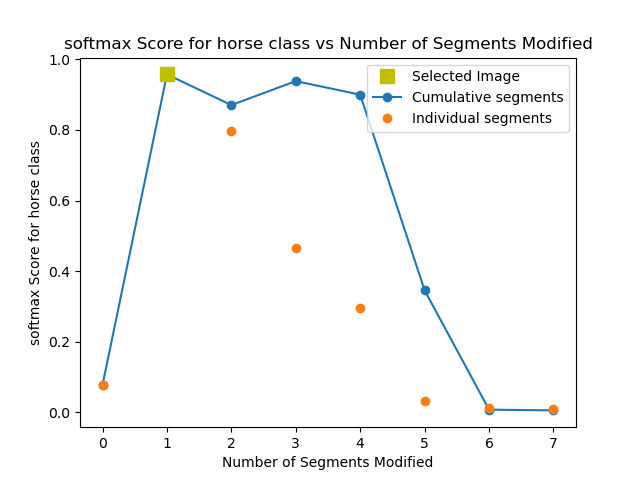 softmax Score for horse class vs Number of Segments Modified
1.0
0.8
0.6
0.4
0.2
0.0
softmax Score for horse class
Selected Image
Cumulative segments
Individual segments
0 1 2 3 4 5 6 7
Number of Segments Modified